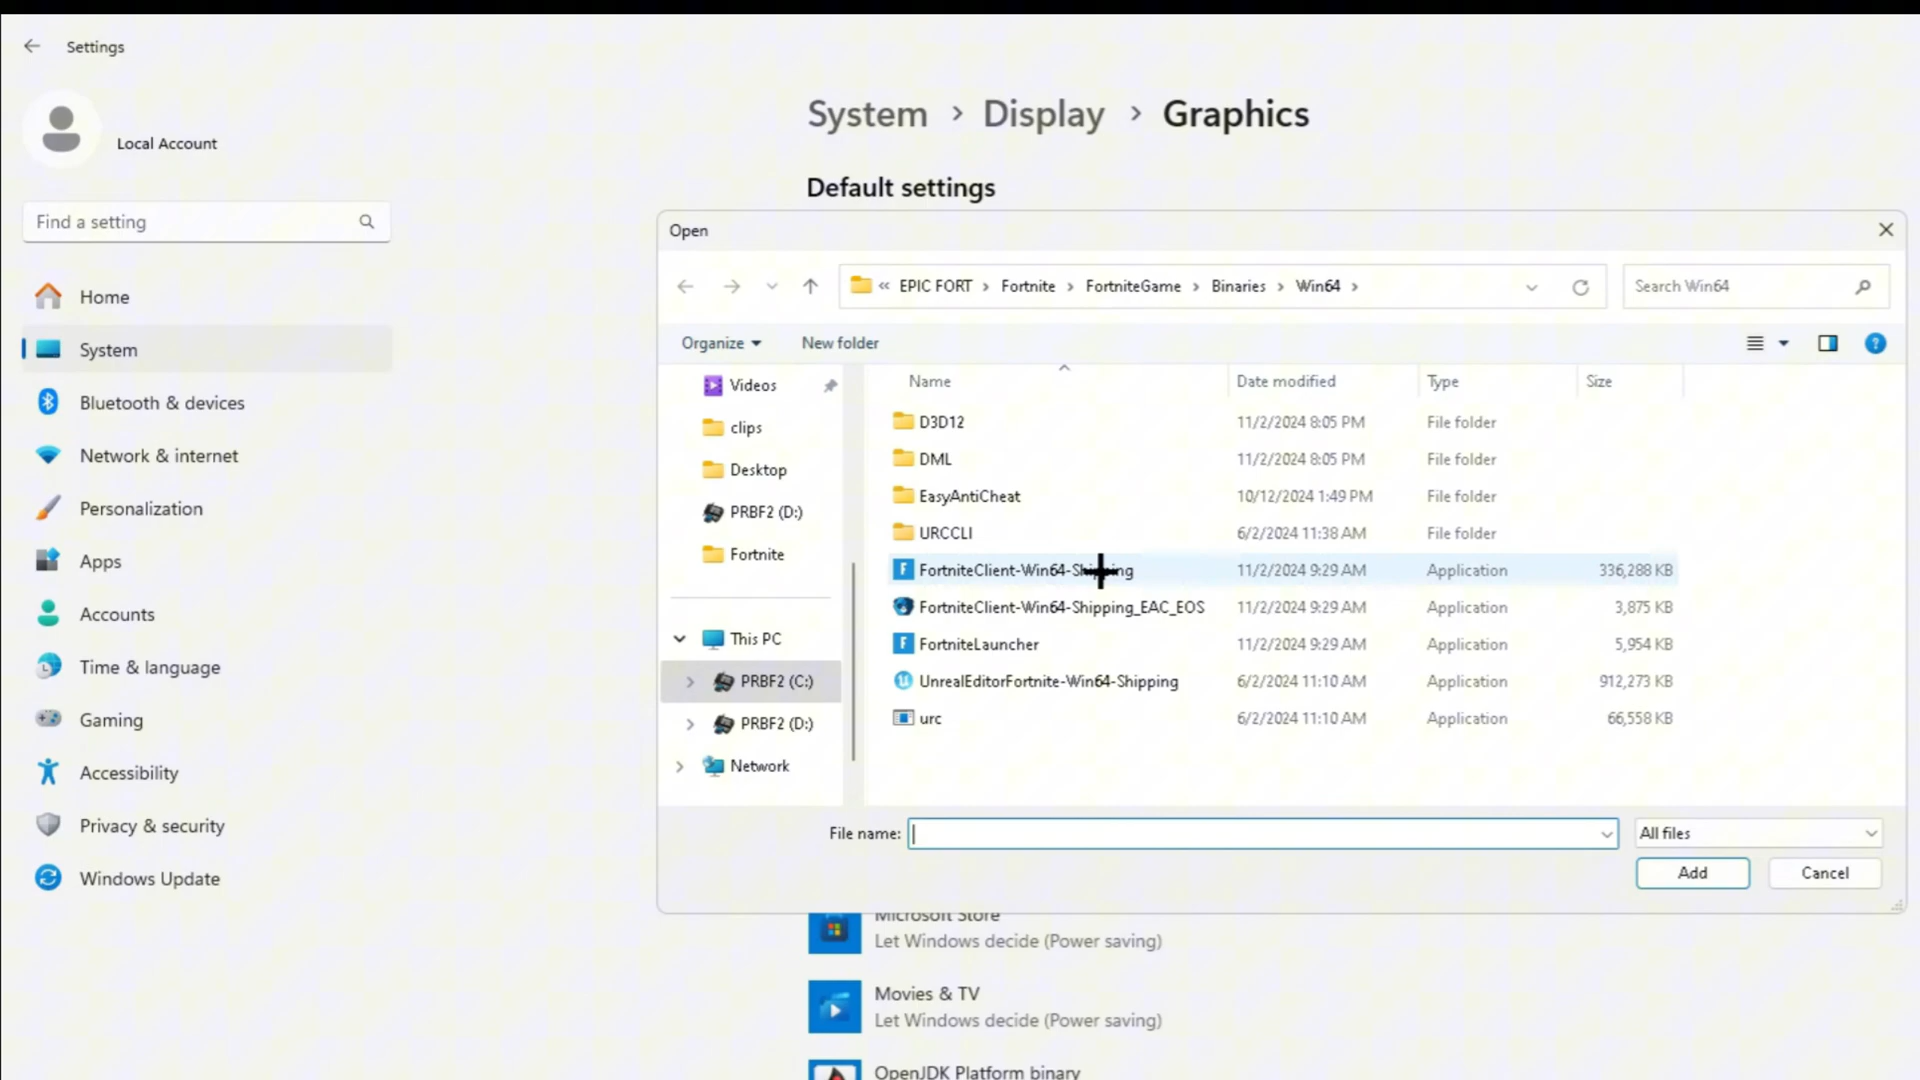 Settings
Local Account
Find a setting
Home
System
Bluetooth & devices
Network & internet
Personalization
Apps
Accounts
Time & language
Gaming
Accessibility
Privacy & security
Windows Update
System > Display > Graphics
Default settings
Open
« EPIC FORT > Fortnite > FortniteGame > Binaries > Win64 >
Search Win64
Organize
New folder
Videos
clips
Desktop
PRBF2 (D:)
Fortnite
This PC
PRBF2 (C:)
PRBF2 (D:)
Network
Name Date modified Type Size
D3D12 11/2/2024 8:05 PM File folder
DML 11/2/2024 8:05 PM File folder
EasyAntiCheat 10/12/2024 1:49 PM File folder
URCCLI 6/2/2024 11:38 AM File folder
FortniteClient-Win64-Shipping 11/2/2024 9:29 AM Application 336,288 KB
FortniteClient-Win64-Shipping_EAC_EOS 11/2/2024 9:29 AM Application 3,875 KB
FortniteLauncher 11/2/2024 9:29 AM Application 5,954 KB
UnrealEditorFortnite-Win64-Shipping 6/2/2024 11:10 AM Application 912,273 KB
urc 6/2/2024 11:10 AM Application 66,558 KB
File name:
All files
Add
Cancel
Microsoft Store
Let Windows decide (Power saving)
Movies & TV
Let Windows decide (Power saving)
OpenJDK Platform binary